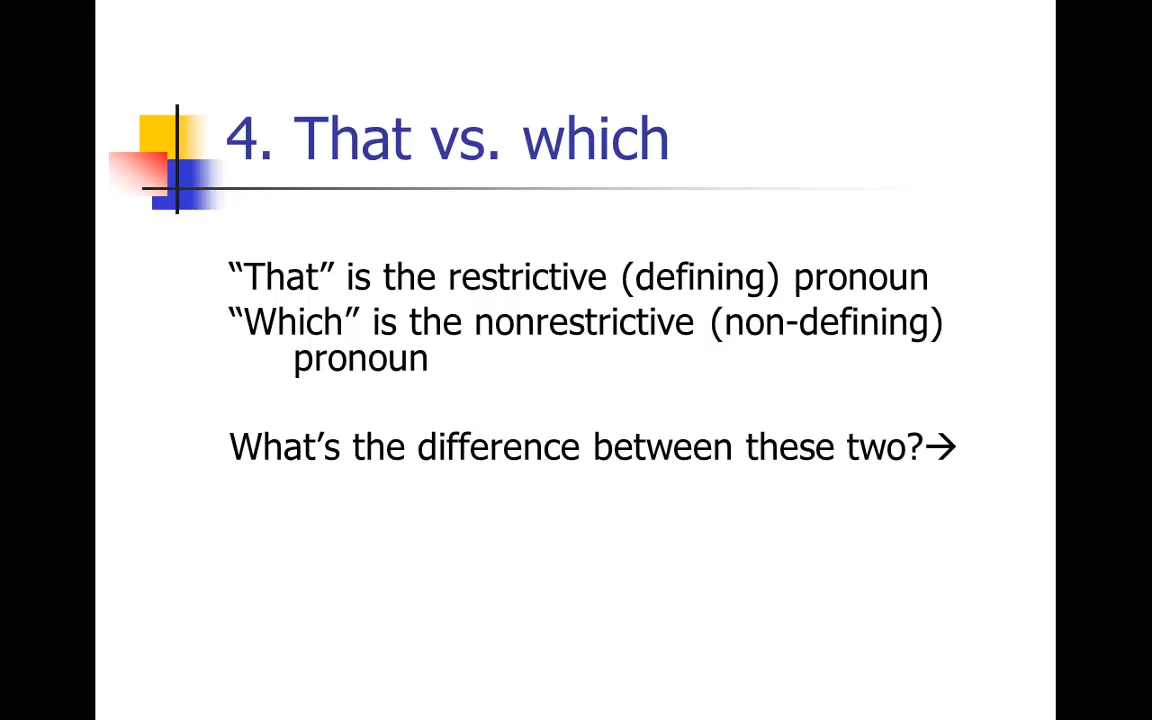 4. That vs. which
“That” is the restrictive (defining) pronoun
“Which” is the nonrestrictive (non-defining)
pronoun
What’s the difference between these two?→